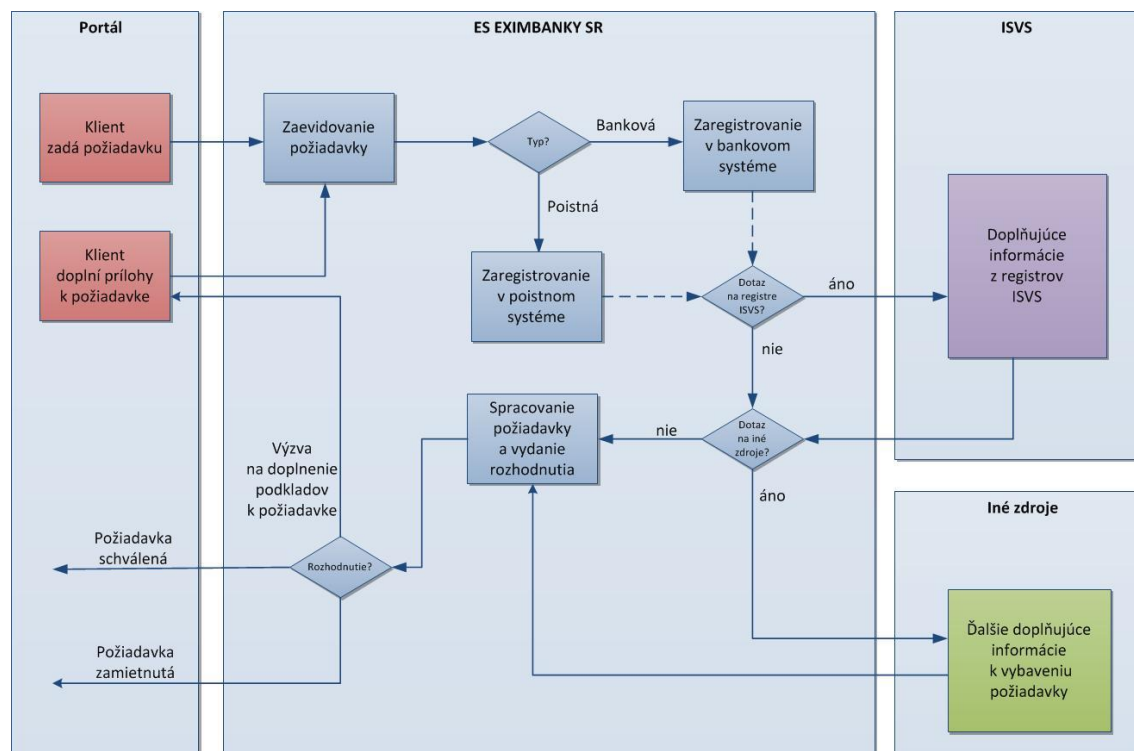 Portál
ES EXIMBANKY SR
ISVS
Klient
zadá požiadavku
Zaevidovanie
požiadavky
Typ?
Banková
Zaregistrovanie
v bankovom
systéme
Poistná
Klient
doplní prílohy
k požiadavke
Zaregistrovanie
v poistnom
systéme
Dotaz
na registre
ISVS?
áno
Doplňujúce
informácie
z registrov
ISVS
nie
Spracovanie
požiadavky
a vydanie
rozhodnutia
nie
Dotaz
na iné
zdroje?
áno
Výzva
na doplnenie
podkladov
k požiadavke
Iné zdroje
Požiadavka
schválená
Rozhodnutie?
Ďalšie doplňujúce
informácie
k vybaveniu
požiadavky
Požiadavka
zamietnutá